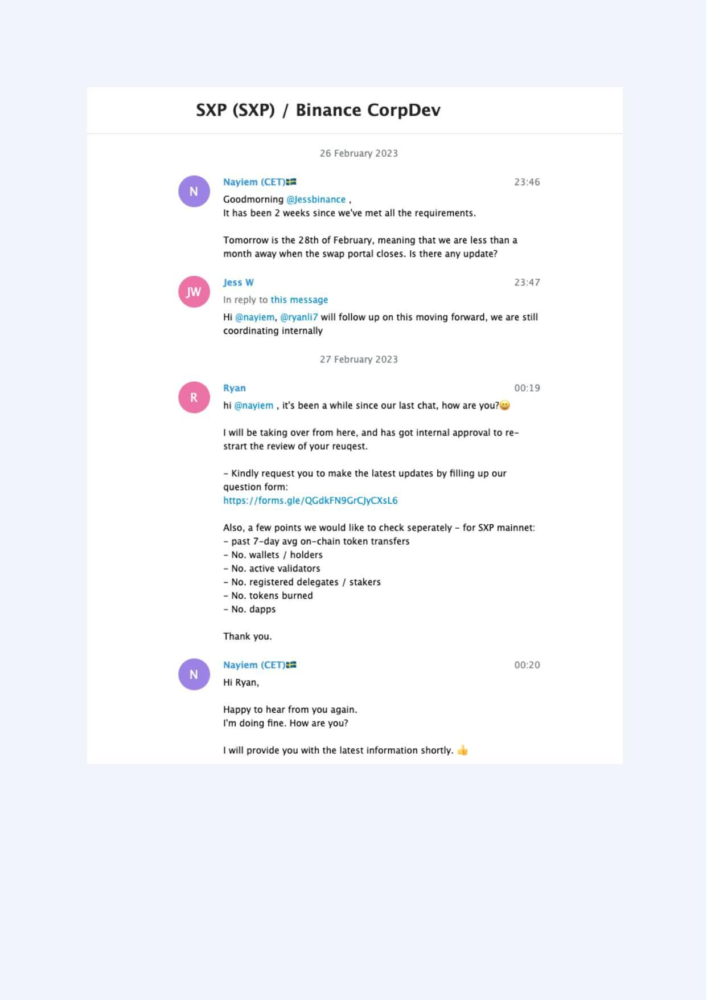 SXP (SXP) / Binance CorpDev
26 February 2023
N
Nayiem (CET)🇸🇪
23:46
Goodmorning @Jessbinance ,
It has been 2 weeks since we've met all the requirements.
Tomorrow is the 28th of February, meaning that we are less than a
month away when the swap portal closes. Is there any update?
JW
Jess W
23:47
In reply to this message
Hi @nayiem, @ryanli7 will follow up on this moving forward, we are still
coordinating internally
27 February 2023
R
Ryan
00:19
hi @nayiem , it's been a while since our last chat, how are you?😄
I will be taking over from here, and has got internal approval to re-
strart the review of your reuqest.
- Kindly request you to make the latest updates by filling up our
question form:
https://forms.gle/QGdkFN9GrCJyCXsL6
Also, a few points we would like to check seperately - for SXP mainnet:
- past 7-day avg on-chain token transfers
- No. wallets / holders
- No. active validators
- No. registered delegates / stakers
- No. tokens burned
- No. dapps
Thank you.
N
Nayiem (CET)🇸🇪
00:20
Hi Ryan,
Happy to hear from you again.
I'm doing fine. How are you?
I will provide you with the latest information shortly. 👍